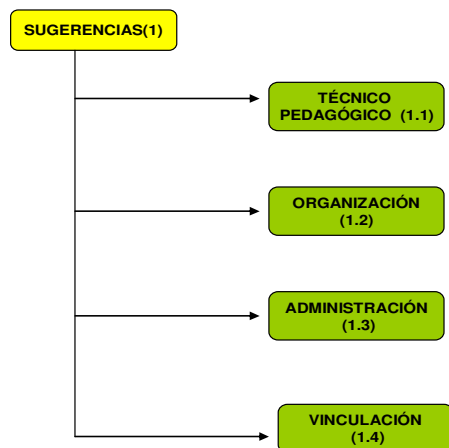 SUGERENCIAS(1)
TÉCNICO
PEDAGÓGICO (1.1)
ORGANIZACIÓN
(1.2)
ADMINISTRACIÓN
(1.3)
VINCULACIÓN
(1.4)